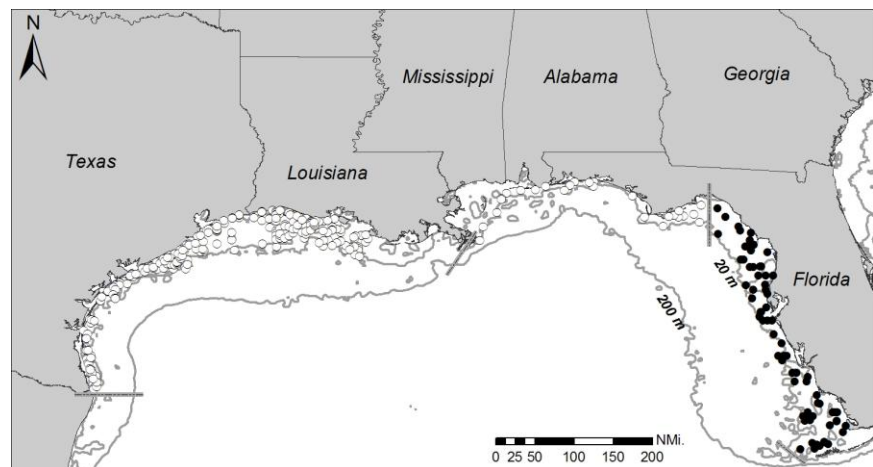 N
Mississippi
Alabama
Georgia
Texas
Louisiana
Florida
20 m
200 m
NMi.
0 25 50 100 150 200